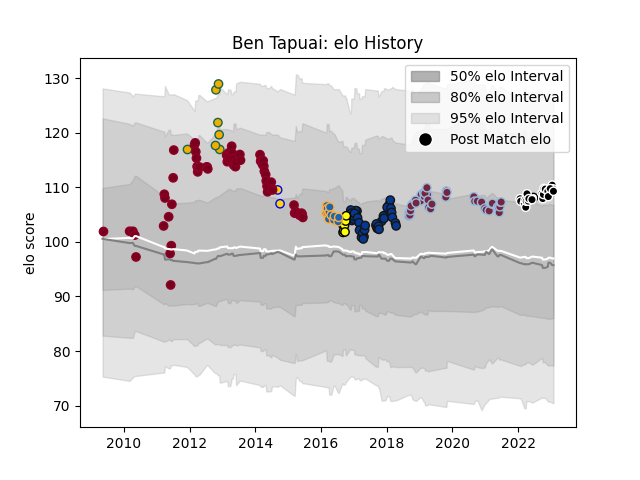 Ben Tapuai: elo History
50% elo Interval
80% elo Interval
95% elo Interval
Post Match elo
elo score
130
120
110
100
90
80
70
2010
2012
2014
2016
2018
2020
2022